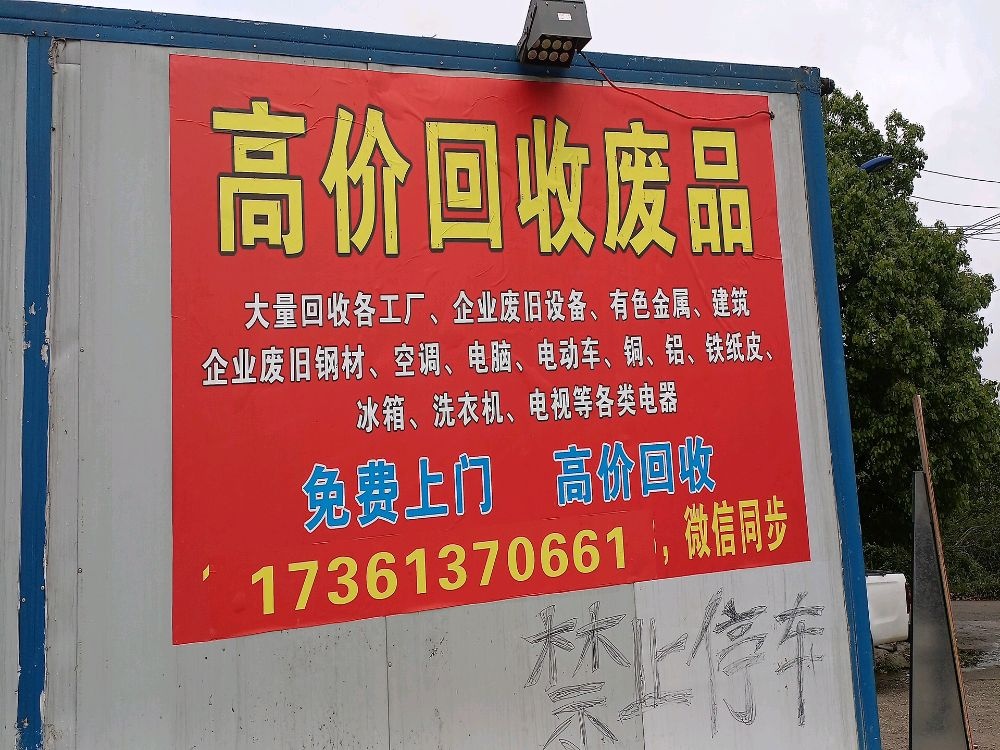 高价回收废品
大量回收各工厂、企业废旧设备、有色金属、建筑
企业废旧钢材、空调、电脑、电动车、铜、铝、铁纸皮、
冰箱、洗衣机、电视等各类电器
免费上门 高价回收
17361370661,微信同步
禁止停车